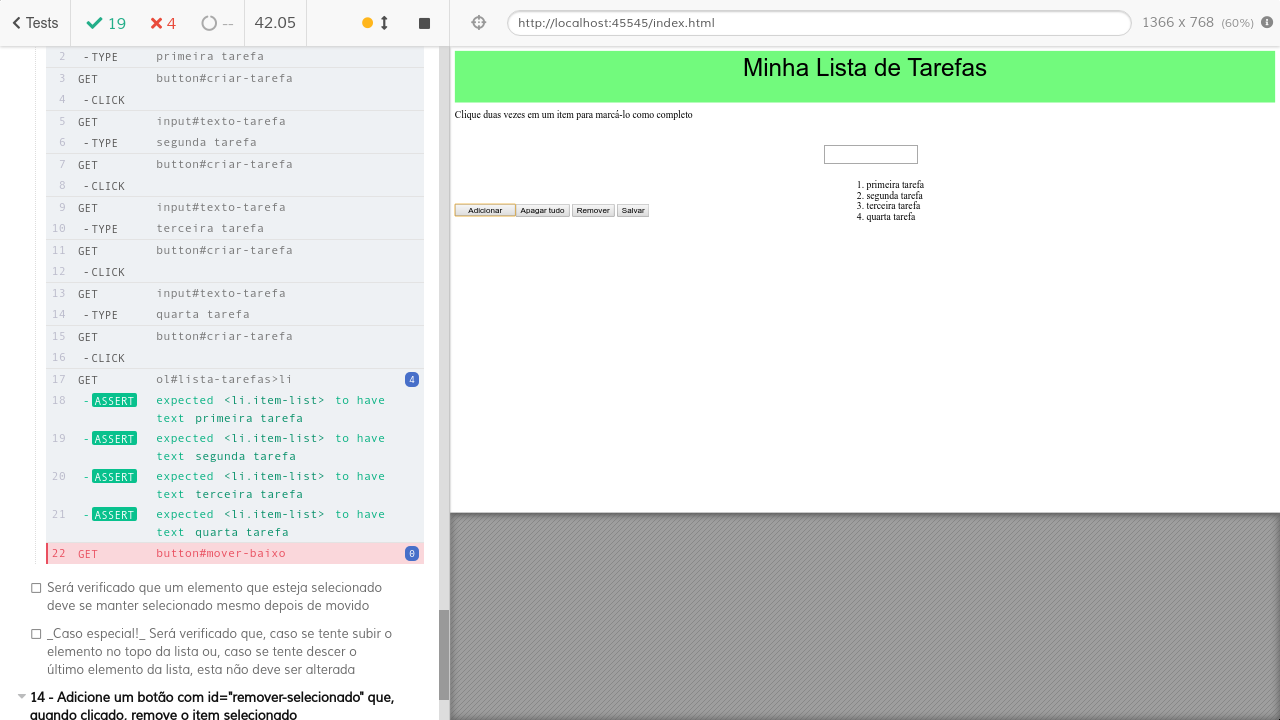 Tests 19 4 -- 42.05
http://localhost:45545/index.html 1366 x 768 (60%)
2 -TYPE primeira tarefa
3 GET button#criar-tarefa
4 -CLICK
5 GET input#texto-tarefa
6 -TYPE segunda tarefa
7 GET button#criar-tarefa
8 -CLICK
9 GET input#texto-tarefa
10 -TYPE terceira tarefa
11 GET button#criar-tarefa
12 -CLICK
13 GET input#texto-tarefa
14 -TYPE quarta tarefa
15 GET button#criar-tarefa
16 -CLICK
17 GET ol#lista-tarefas>li 4
18 -ASSERT expected <li.item-list> to have
text primeira tarefa
19 -ASSERT expected <li.item-list> to have
text segunda tarefa
20 -ASSERT expected <li.item-list> to have
text terceira tarefa
21 -ASSERT expected <li.item-list> to have
text quarta tarefa
22 GET button#mover-baixo 0
Será verificado que um elemento que esteja selecionado
deve se manter selecionado mesmo depois de movido
_Caso especial!_ Será verificado que, caso se tente subir o
elemento no topo da lista ou, caso se tente descer o
último elemento da lista, esta não deve ser alterada
14 - Adicione um botão com id="remover-selecionado" que,
quando clicado, remove o item selecionado
Minha Lista de Tarefas
Clique duas vezes em um item para marcá-lo como completo
1. primeira tarefa
2. segunda tarefa
3. terceira tarefa
4. quarta tarefa
Adicionar Apagar tudo Remover Salvar